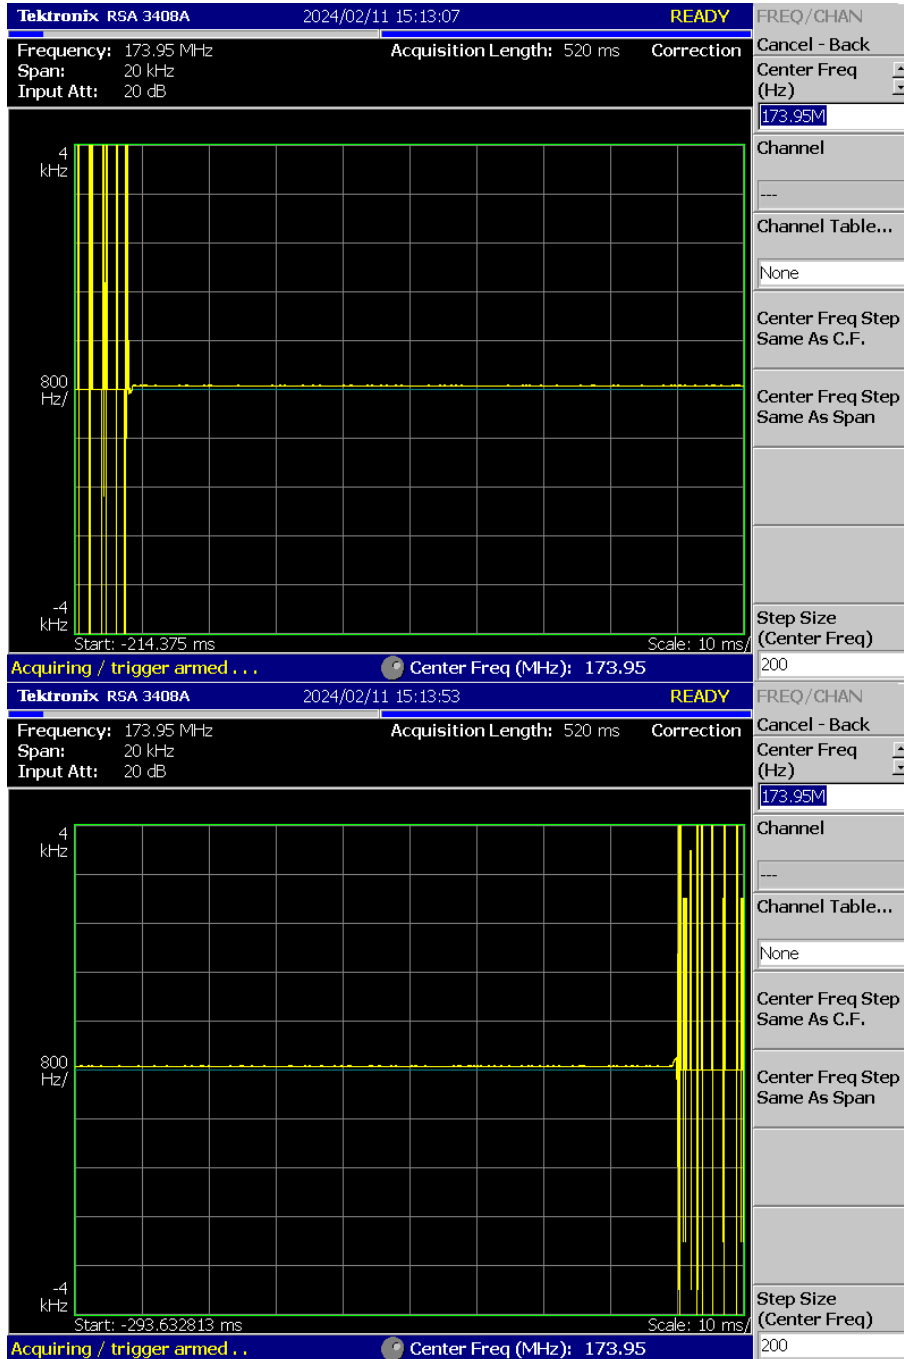 Tektronix RSA 3408A 2024/02/11 15:13:07 READY FREQ/CHAN
Frequency: 173.95 MHz Acquisition Length: 520 ms Correction
Span: 20 kHz
Input Att: 20 dB
Cancel - Back
Center Freq
(Hz)
173.95M
Channel
---
Channel Table...
None
Center Freq Step
Same As C.F.
Center Freq Step
Same As Span
Step Size
(Center Freq)
200
4
kHz
800
Hz/
-4
kHz
Start: -214.375 ms Scale: 10 ms/
Acquiring / trigger armed . . . Center Freq (MHz): 173.95
Tektronix RSA 3408A 2024/02/11 15:13:53 READY FREQ/CHAN
Frequency: 173.95 MHz Acquisition Length: 520 ms Correction
Span: 20 kHz
Input Att: 20 dB
Cancel - Back
Center Freq
(Hz)
173.95M
Channel
---
Channel Table...
None
Center Freq Step
Same As C.F.
Center Freq Step
Same As Span
Step Size
(Center Freq)
200
4
kHz
800
Hz/
-4
kHz
Start: -293.632813 ms Scale: 10 ms/
Acquiring / trigger armed . . Center Freq (MHz): 173.95